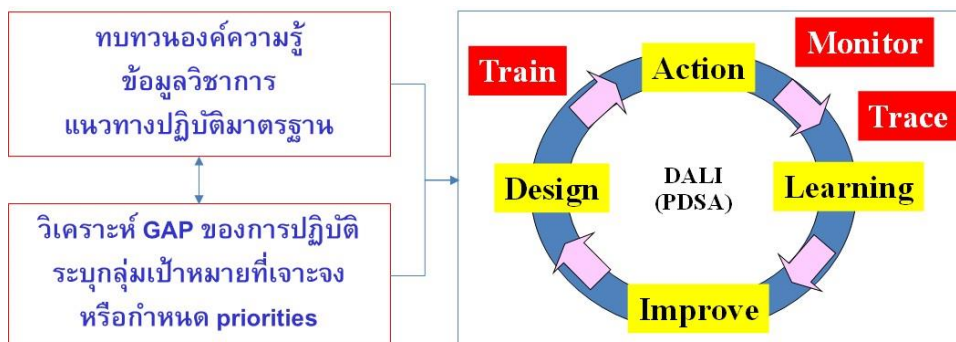 ทบทวนองค์ความรู้
ข้อมูลวิชาการ
แนวทางปฏิบัติมาตรฐาน
วิเคราะห์ GAP ของการปฏิบัติ
ระบุกลุ่มเป้าหมายที่เจาะจง
หรือกำหนด priorities
Train
Action
Monitor
Trace
Design
DALI
(PDSA)
Learning
Improve